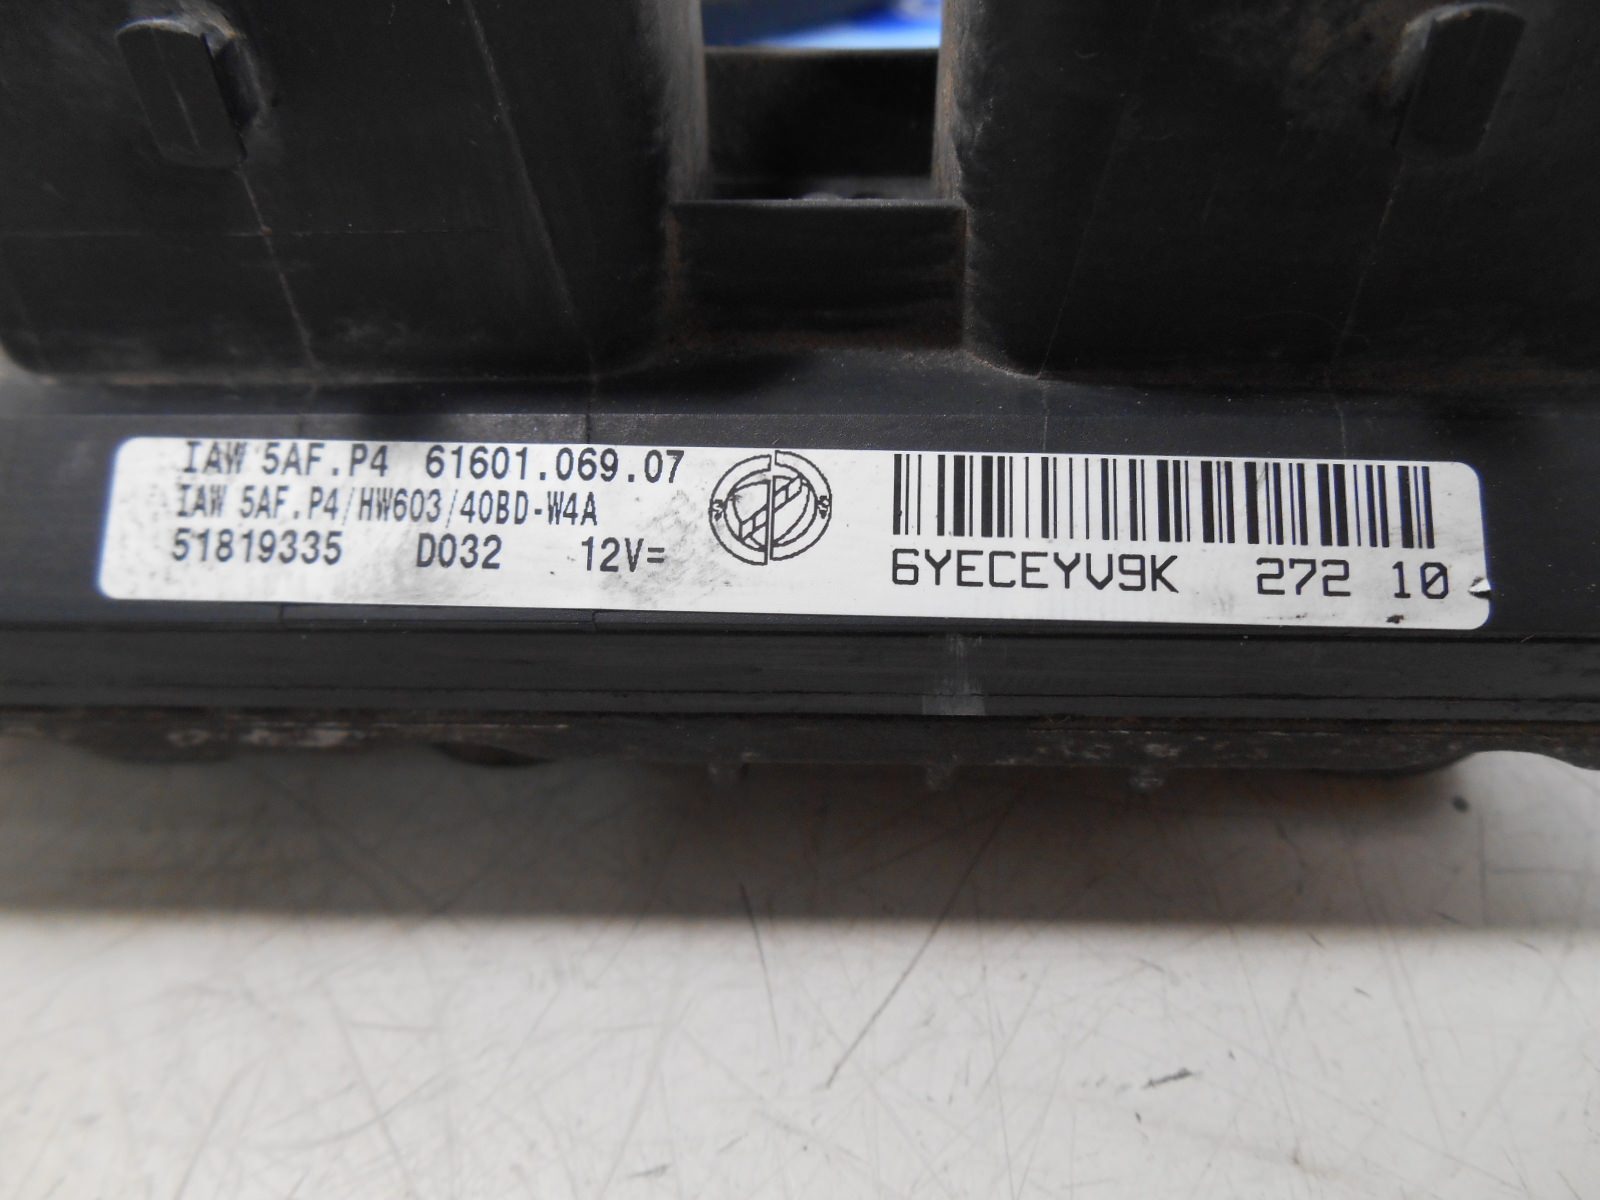 IAW 5AF.P4 61601.069.07
IAW 5AF.P4/HW603/40BD-W4A
51819335 D032 12V=
6YECEYV9K 272 10